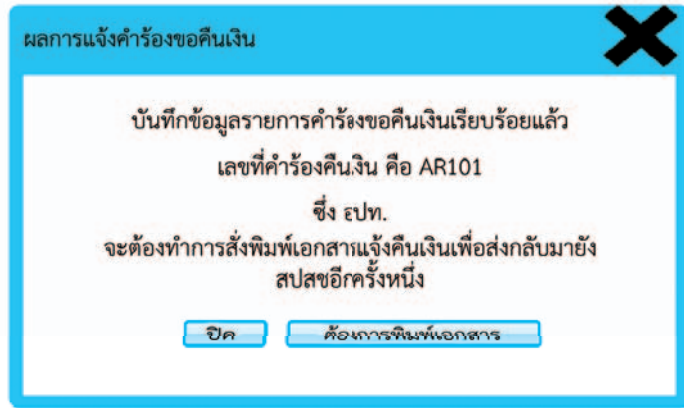 ผลการแจ้งคำร้องขอคืนเงิน
บันทึกข้อมูลรายการคำร้องขอคืนเงินเรียบร้อยแล้ว
เลขที่คำร้องคืนเงิน คือ AR101
ซึ่ง อปท.
จะต้องทำการสั่งพิมพ์เอกสารแจ้งคืนเงินเพื่อส่งกลับมายัง
สปสชอีกครั้งหนึ่ง
ปิด
ต้องการพิมพ์เอกสาร